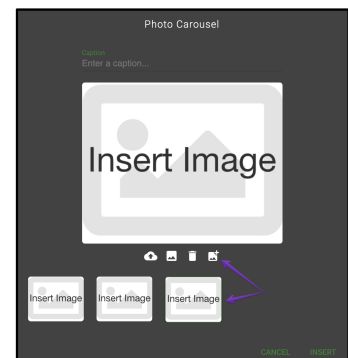 Photo Carousel
Caption
Enter a caption...
Insert Image
Insert Image Insert Image Insert Image
CANCEL INSERT